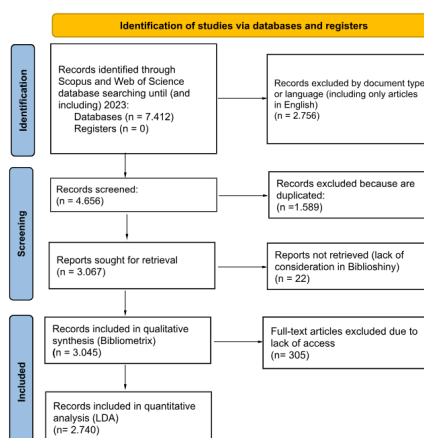 Identification of studies via databases and registers
Identification
Records identified through
Scopus and Web of Science
database searching until (and
including) 2023:
Databases (n = 7.412)
Registers (n = 0)
Records excluded by document type
or language (including only articles
in English)
(n = 2.756)
Screening
Records screened:
(n = 4.656)
Records excluded because are
duplicated:
(n =1.589)
Reports sought for retrieval
(n = 3.067)
Reports not retrieved (lack of
consideration in Biblioshiny)
(n = 22)
Included
Records included in qualitative
synthesis (Bibliometrix)
(n = 3.045)
Full-text articles excluded due to
lack of access
(n= 305)
Records included in quantitative
analysis (LDA)
(n= 2.740)